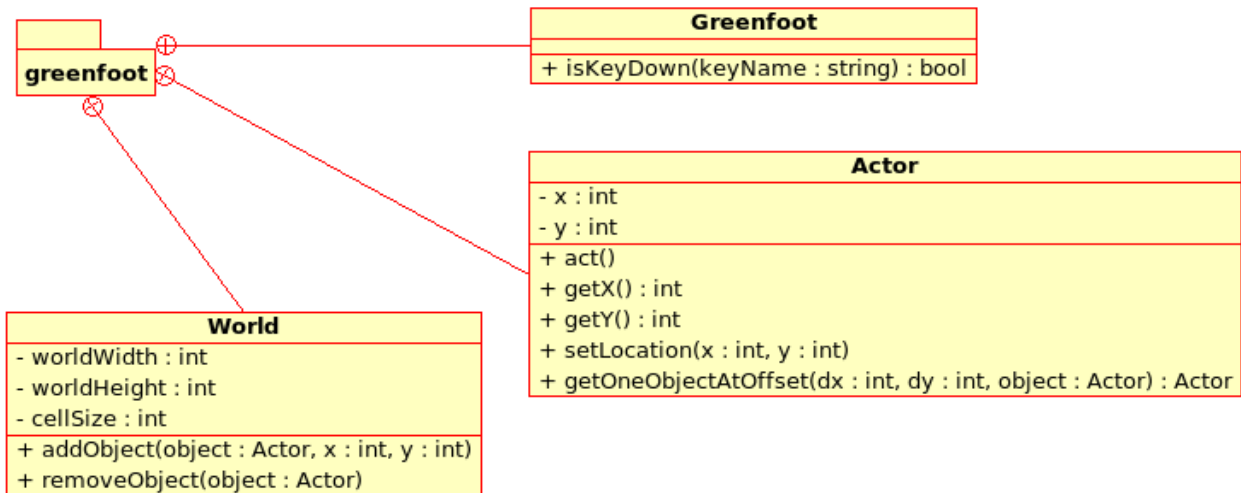 greenfoot
Greenfoot
+ isKeyDown(keyName : string) : bool
Actor
- x : int
- y : int
+ act()
+ getX() : int
+ getY() : int
+ setLocation(x : int, y : int)
+ getOneObjectAtOffset(dx : int, dy : int, object : Actor) : Actor
World
- worldWidth : int
- worldHeight : int
- cellSize : int
+ addObject(object : Actor, x : int, y : int)
+ removeObject(object : Actor)